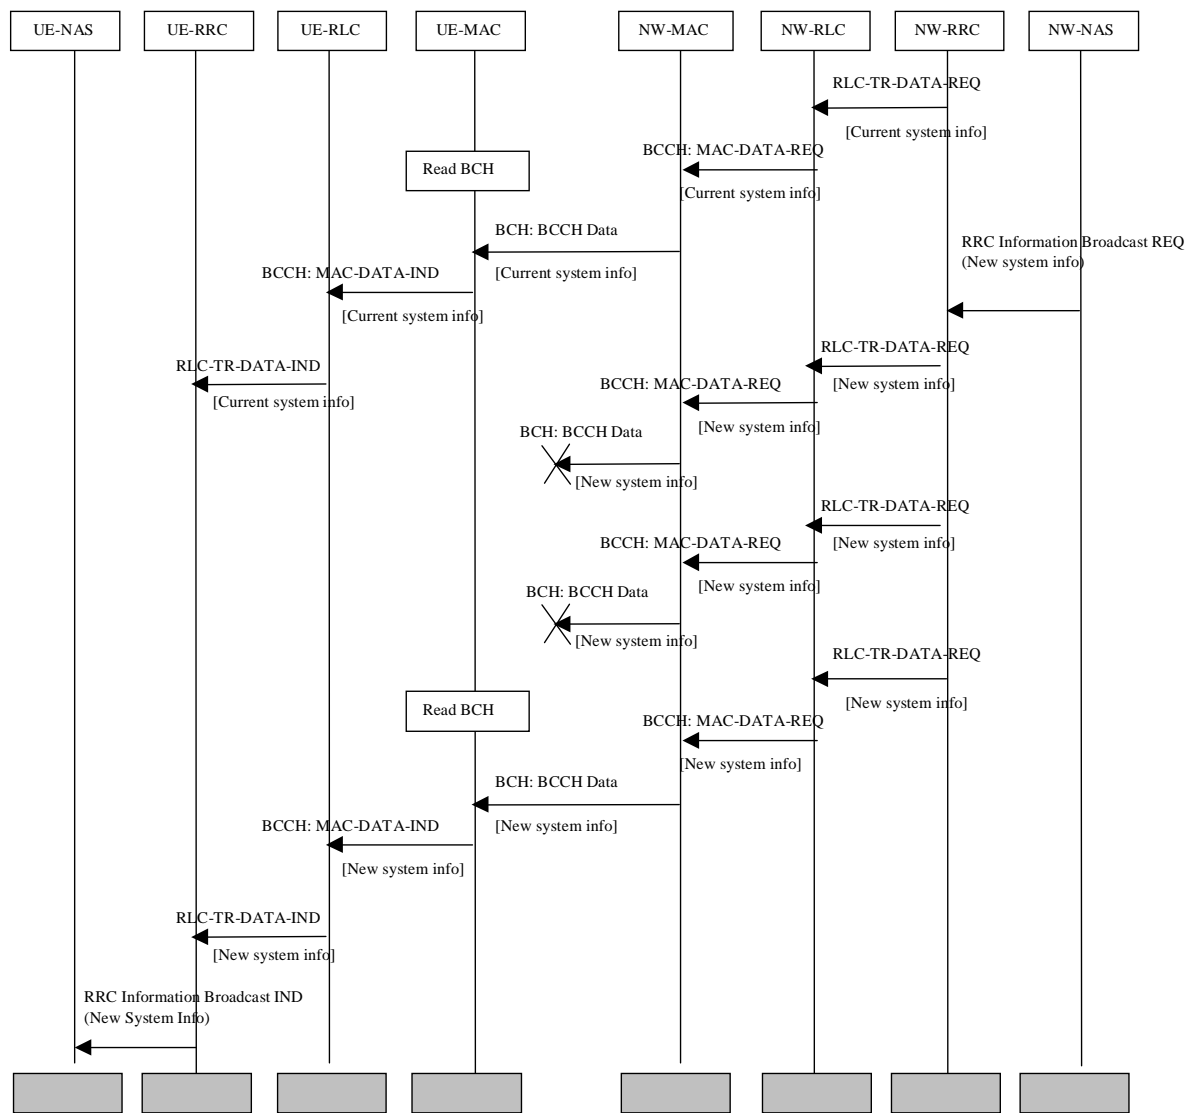 UE-NAS
UE-RRC
UE-RLC
UE-MAC
NW-MAC
NW-RLC
NW-RRC
NW-NAS
RLC-TR-DATA-REQ
[Current system info]
BCCH: MAC-DATA-REQ
Read BCH
[Current system info]
BCH: BCCH Data
RRC Information Broadcast REQ
(New system info)
BCCH: MAC-DATA-IND
[Current system info]
[Current system info]
RLC-TR-DATA-REQ
RLC-TR-DATA-IND
[New system info]
BCCH: MAC-DATA-REQ
[Current system info]
[New system info]
BCH: BCCH Data
[New system info]
RLC-TR-DATA-REQ
[New system info]
BCCH: MAC-DATA-REQ
[New system info]
BCH: BCCH Data
[New system info]
RLC-TR-DATA-REQ
[New system info]
Read BCH
BCCH: MAC-DATA-REQ
[New system info]
BCH: BCCH Data
[New system info]
BCCH: MAC-DATA-IND
[New system info]
RLC-TR-DATA-IND
[New system info]
RRC Information Broadcast IND
(New System Info)